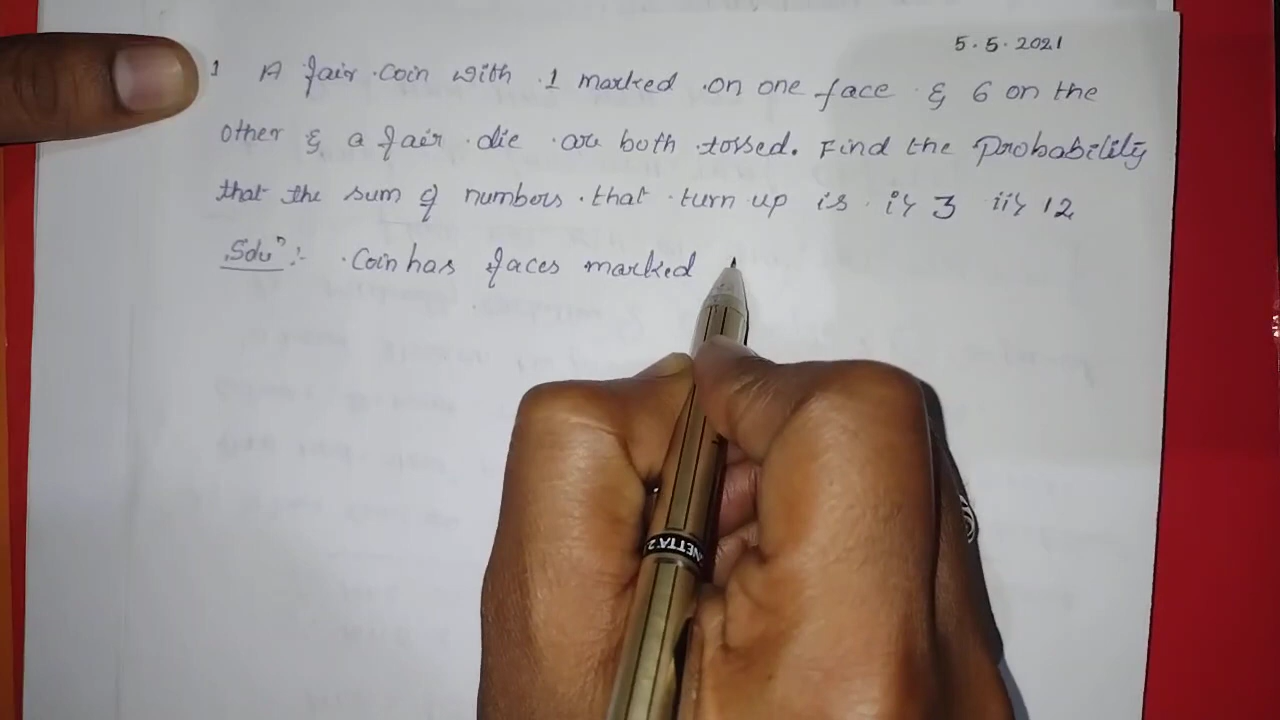 5.5.2021
1 A fair coin with 1 marked on one face & 6 on the
other & a fair die are both tossed. Find the Probability
that the sum of numbers that turn up is i) 3 ii) 12
Solu^n :- Coin has faces marked